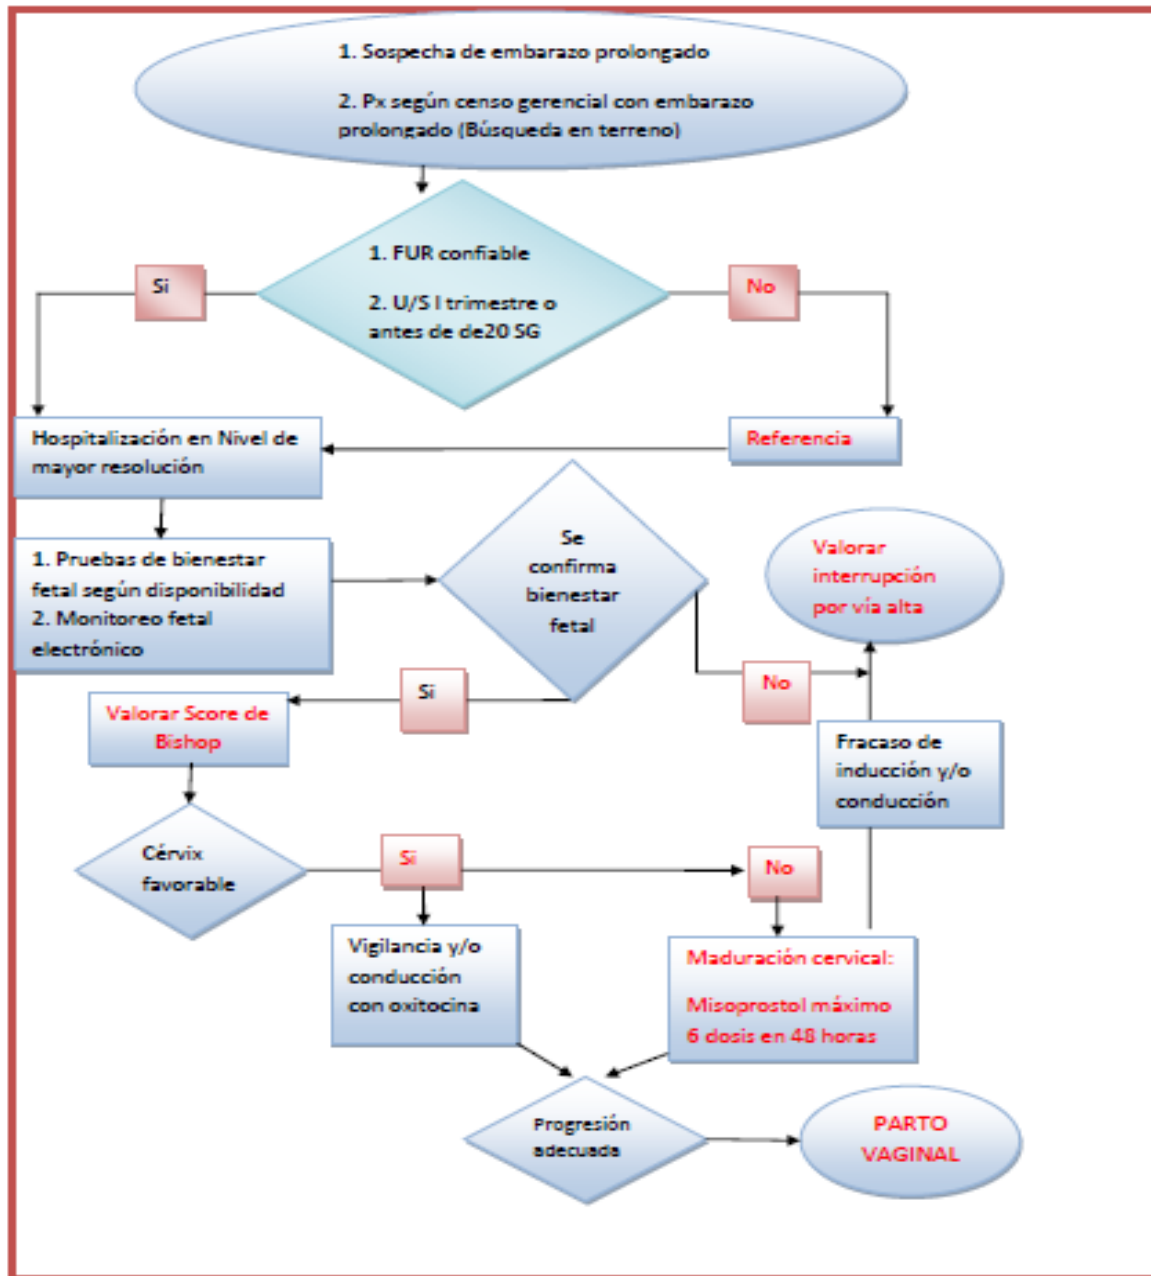 1. Sospecha de embarazo prolongado
2. Px según censo gerencial con embarazo
prolongado (Búsqueda en terreno)
1. FUR confiable
2. U/S I trimestre o
antes de de20 SG
Si
No
Hospitalización en Nivel de
mayor resolución
Referencia
1. Pruebas de bienestar
fetal según disponibilidad
2. Monitoreo fetal
electrónico
Se
confirma
bienestar
fetal
Valorar
interrupción
por vía alta
Si
No
Valorar Score de
Bishop
Fracaso de
inducción y/o
conducción
Cérvix
favorable
Si
No
Vigilancia y/o
conducción
con oxitocina
Maduración cervical:
Misoprostol máximo
6 dosis en 48 horas
Progresión
adecuada
PARTO
VAGINAL